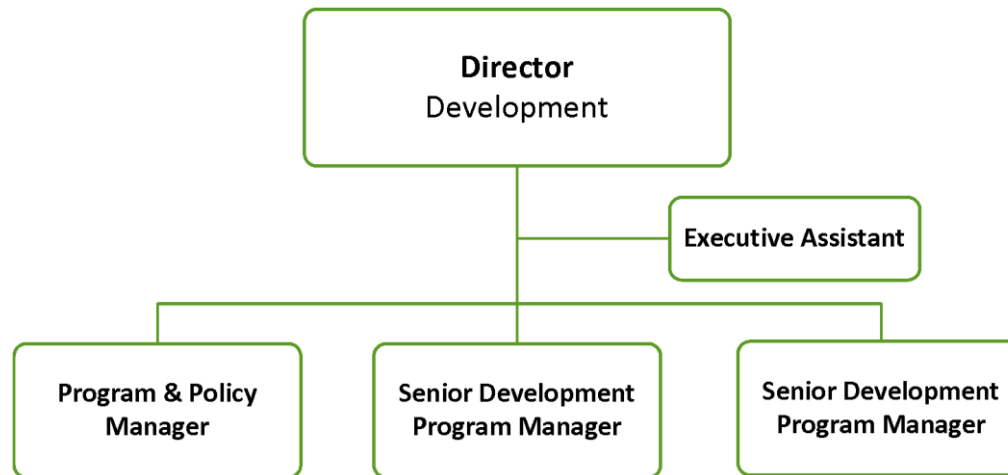 Director
Development
Executive Assistant
Program & Policy
Manager
Senior Development
Program Manager
Senior Development
Program Manager